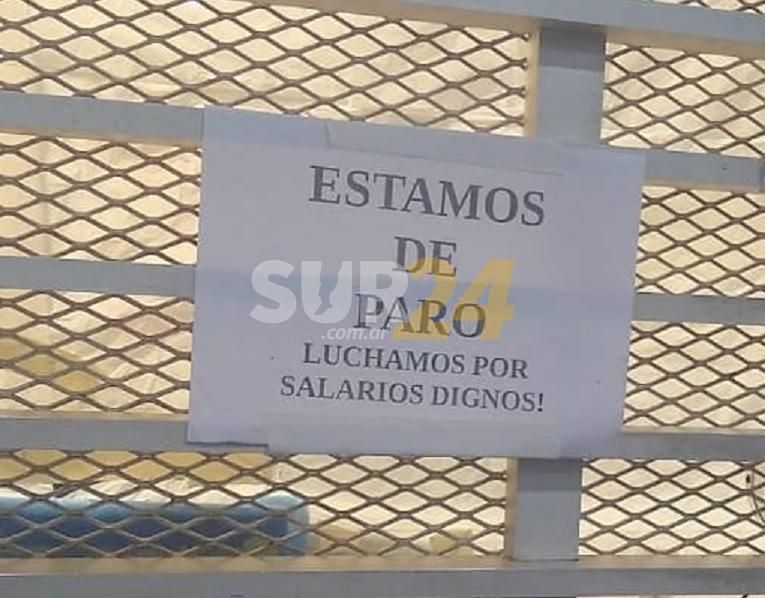 ESTAMOS
DE
PARO
LUCHAMOS POR
SALARIOS DIGNOS!
SUR24
.com.ar